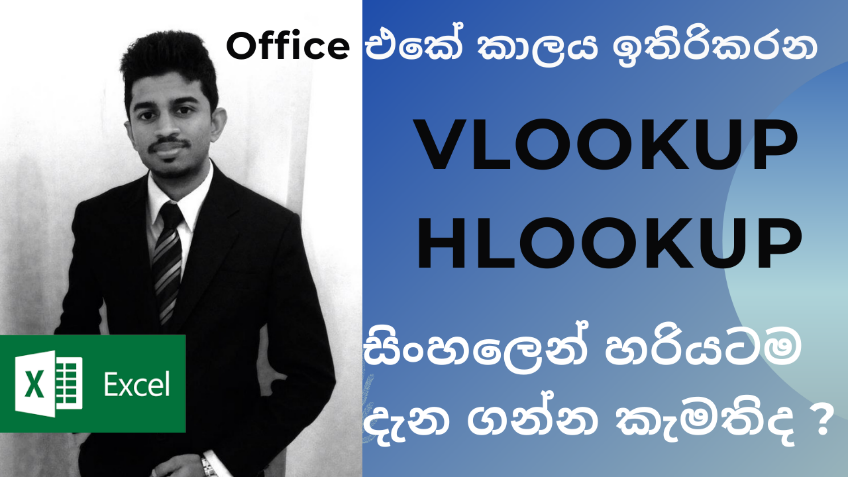 Office එකේ කාලය ඉතිරිකරන
VLOOKUP
HLOOKUP
සිංහලෙන් හරියටම
දැන ගන්න කැමතිද ?
X Excel